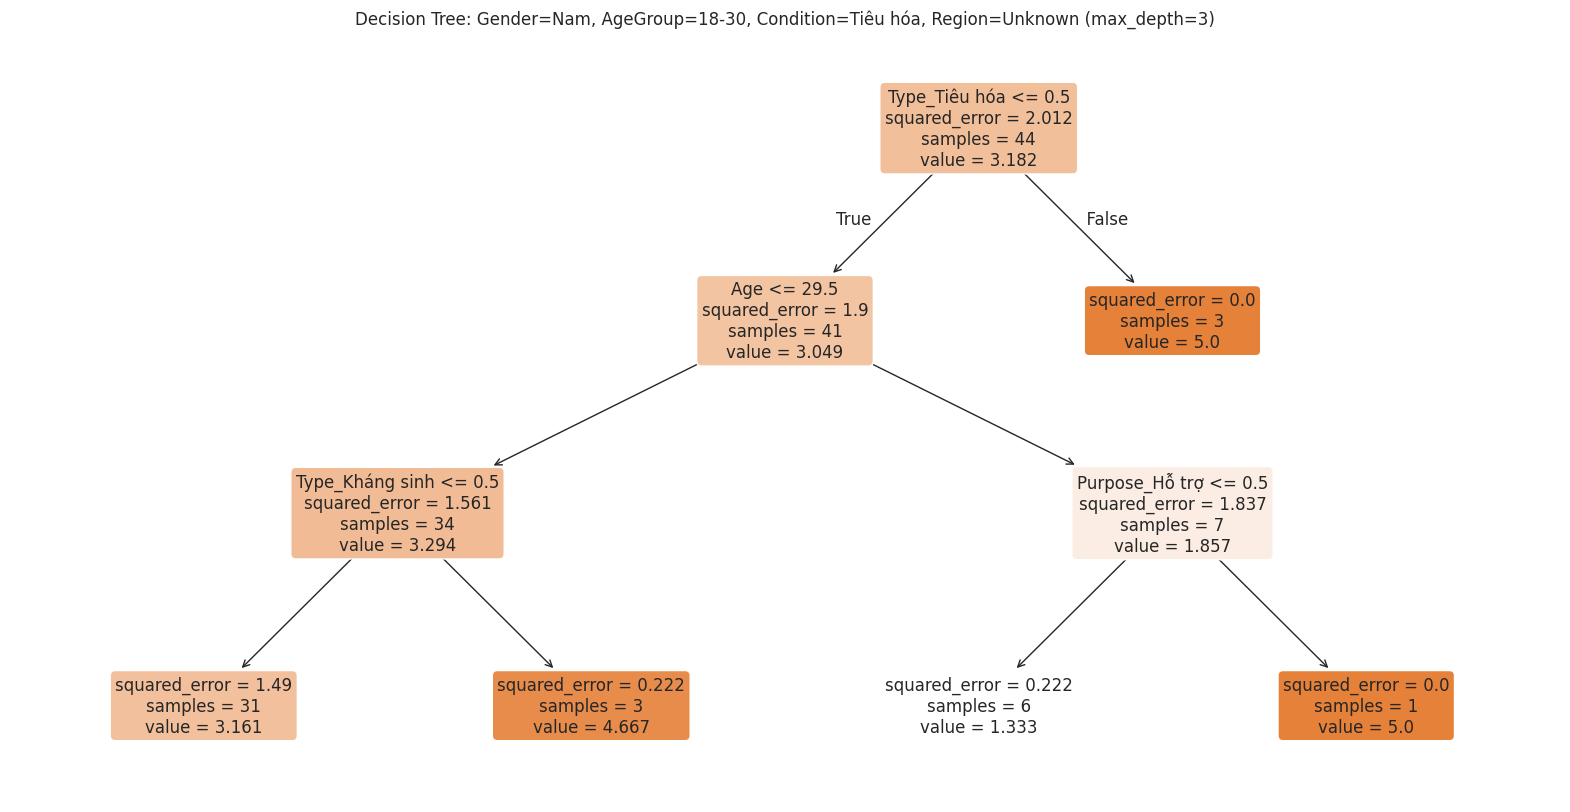 Decision Tree: Gender=Nam, AgeGroup=18-30, Condition=Tiêu hóa, Region=Unknown (max_depth=3)
Type_Tiêu hóa <= 0.5
squared_error = 2.012
samples = 44
value = 3.182
True
False
Age <= 29.5
squared_error = 1.9
samples = 41
value = 3.049
squared_error = 0.0
samples = 3
value = 5.0
Type_Kháng sinh <= 0.5
squared_error = 1.561
samples = 34
value = 3.294
Purpose_Hỗ trợ <= 0.5
squared_error = 1.837
samples = 7
value = 1.857
squared_error = 1.49
samples = 31
value = 3.161
squared_error = 0.222
samples = 3
value = 4.667
squared_error = 0.222
samples = 6
value = 1.333
squared_error = 0.0
samples = 1
value = 5.0